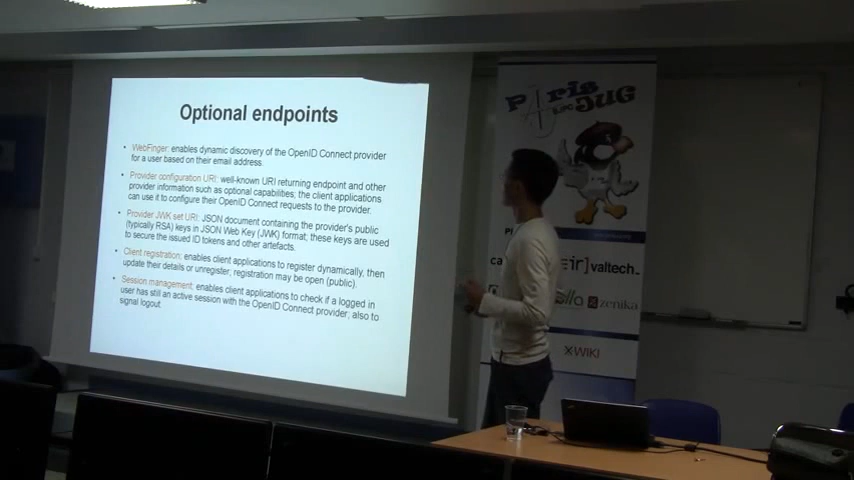 Optional endpoints
• WebFinger: enables dynamic discovery of the OpenID Connect provider
for a user based on their email address.
• Provider configuration URI: well-known URI returning endpoint and other
provider information such as optional capabilities; the client applications
can use it to configure their OpenID Connect requests to the provider.
• Provider JWK set URI: JSON document containing the provider's public
(typically RSA) keys in JSON Web Key (JWK) format; these keys are used
to secure the issued ID tokens and other artefacts.
• Client registration: enables client applications to register dynamically, then
update their details or unregister; registration may be open (public).
• Session management: enables client applications to check if a logged in
user has still an active session with the OpenID Connect provider; also to
signal logout.
Paris
JUG
valtech
zenika
XWIKI